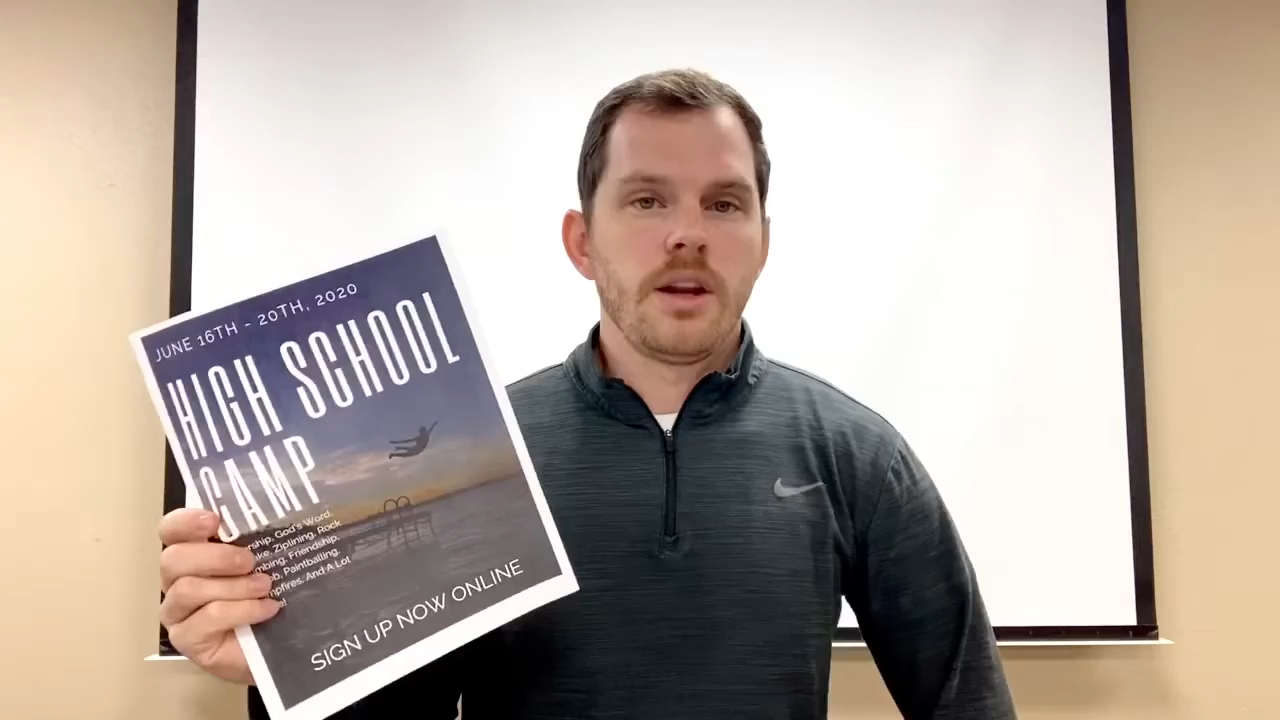 JUNE 16TH - 20TH, 2020
HIGH SCHOOL
CAMP
God's Word,
Ziplining, Rock
Friendship,
Paintballing,
And A Lot
SIGN UP NOW ONLINE